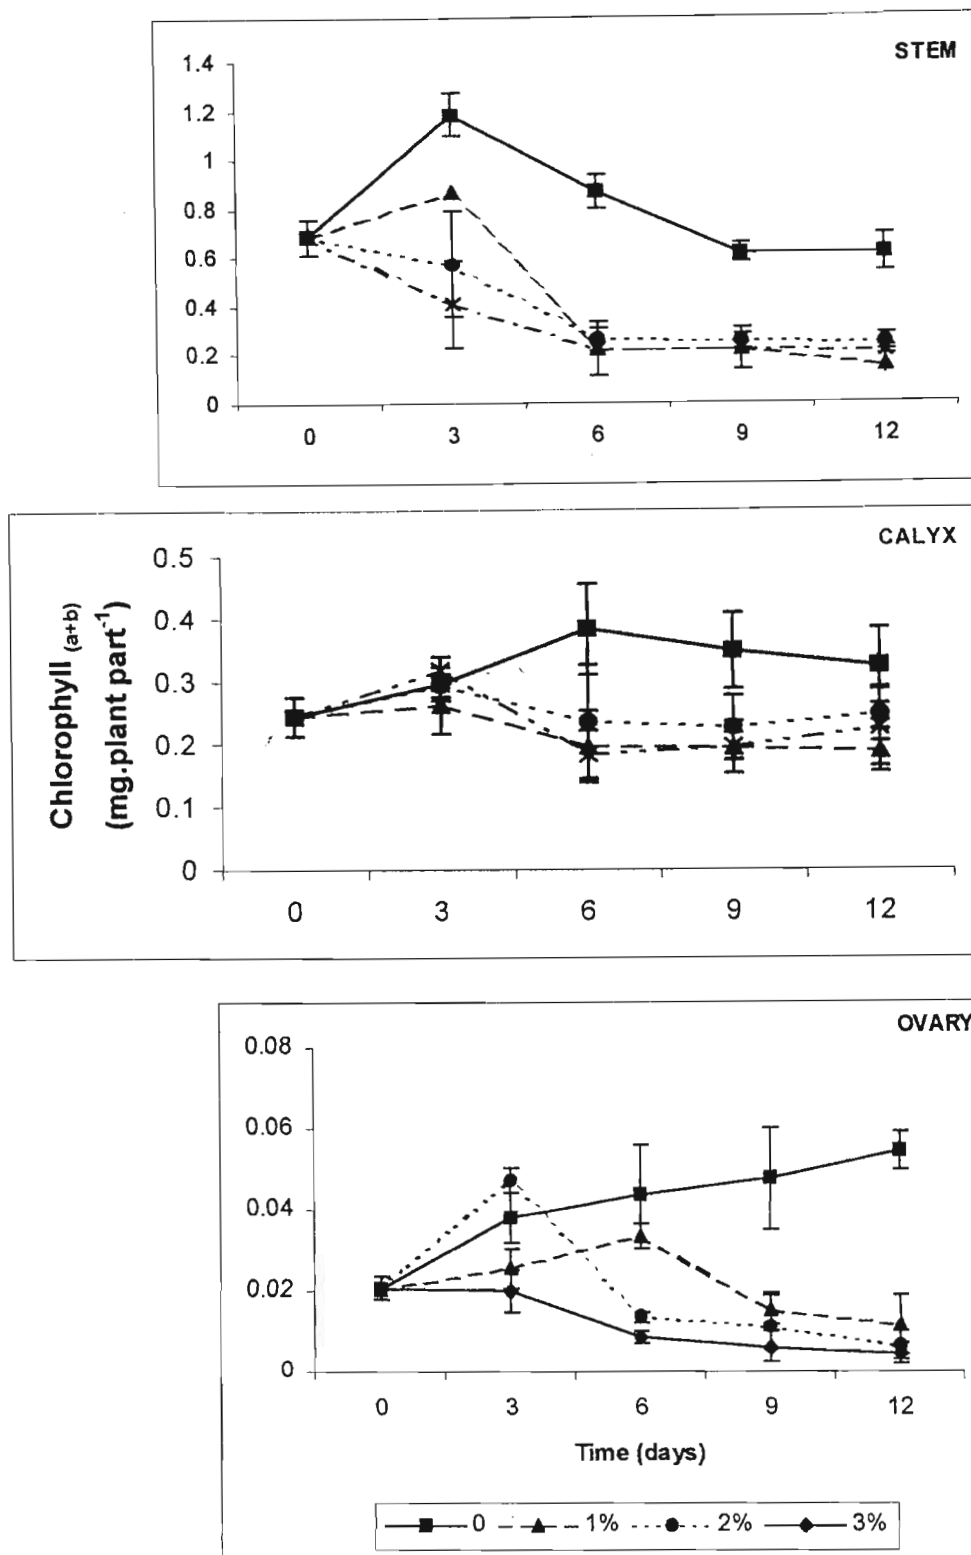 STEM
1.4
1.2
1
0.8
0.6
0.4
0.2
0
0 3 6 9 12
CALYX
Chlorophyll (a+b)
(mg.plant part-1)
0.5
0.4
0.3
0.2
0.1
0
0 3 6 9 12
OVARY
0.08
0.06
0.04
0.02
0
0 3 6 9 12
Time (days)
0 1% 2% 3%